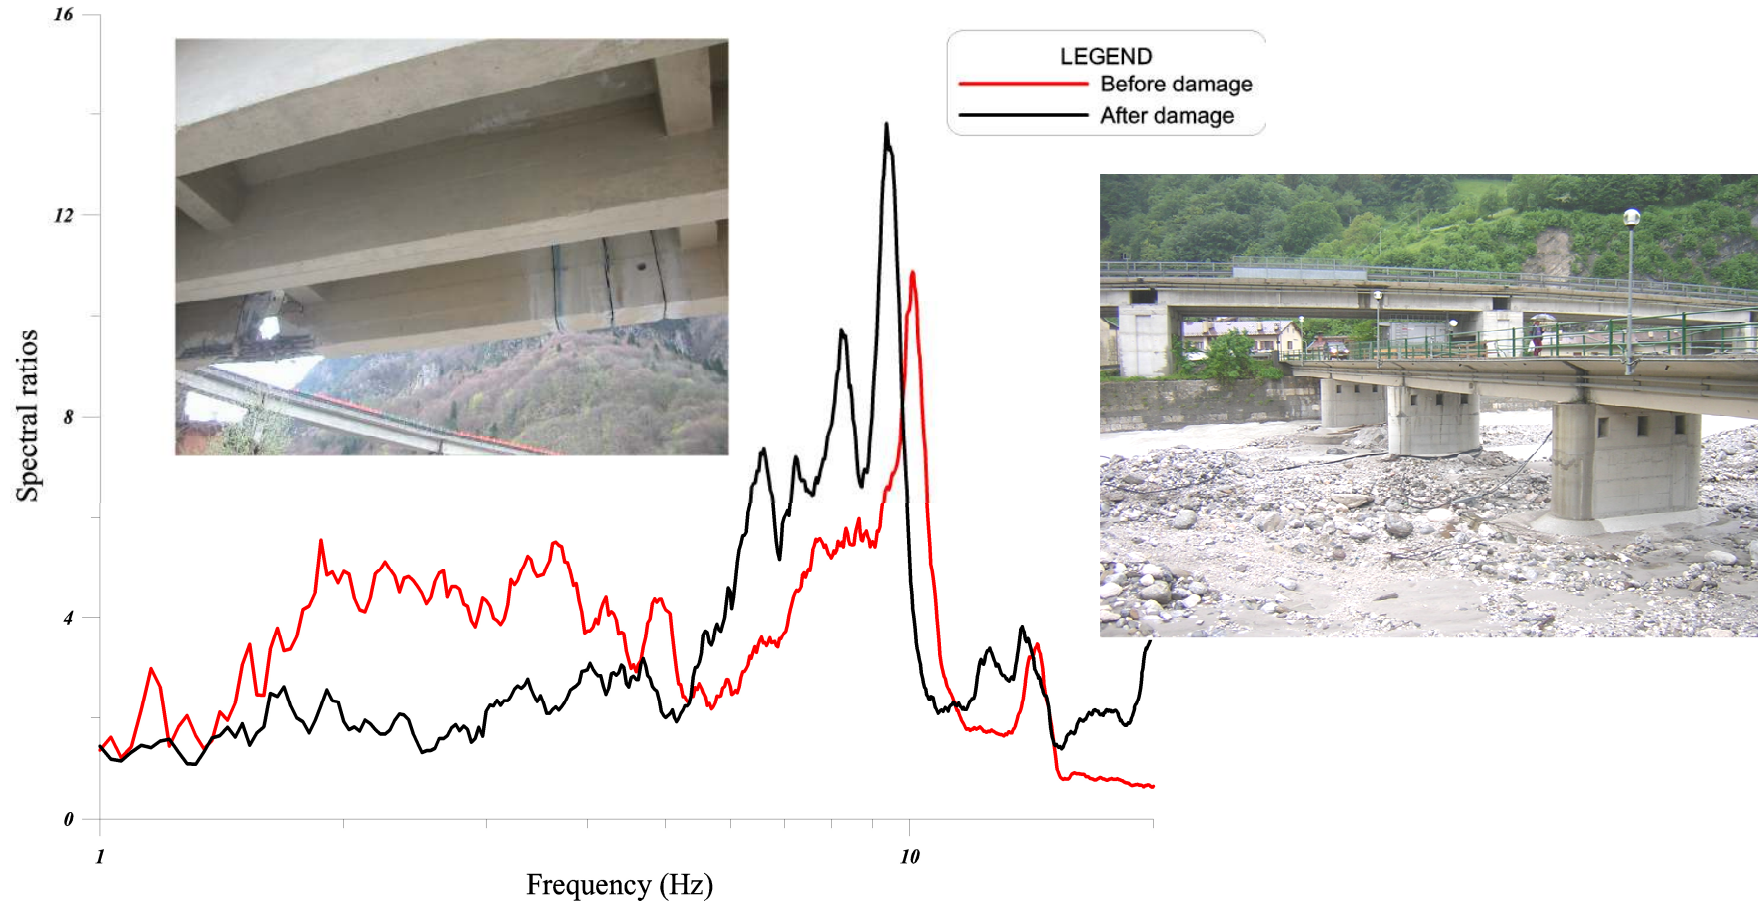 16
12
8
4
0
Spectral ratios
LEGEND
Before damage
After damage
1
10
Frequency (Hz)